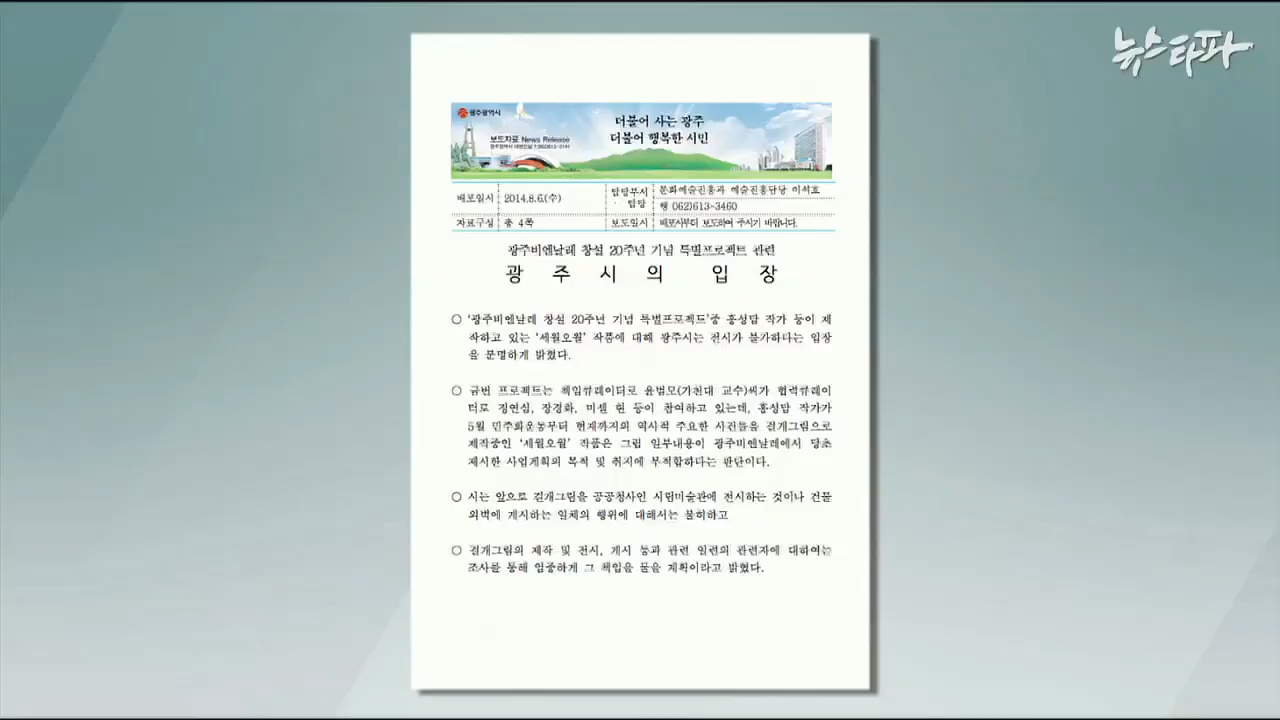 뉴스타파
광주광역시
더불어 사는 광주
보도자료 News Release
더불어 행복한 시민
배포일시 2014.8.6.(수) 담당부서 · 담당 문화예술진흥과 예술진흥담당 이석호
행 062)613-3460
자료구성 총 4쪽 보도일시 배포시부터 보도하여 주시기 바랍니다.
광주비엔날레 창설 20주년 기념 특별프로젝트 관련
광 주 시 의 입 장
○ '광주비엔날레 창설 20주년 기념 특별프로젝트'중 홍성담 작가 등이 제
작하고 있는 '세월오월' 작품에 대해 광주시는 전시가 불가하다는 입장
을 분명하게 밝혔다.
○ 금번 프로젝트는 책임큐레이터로 윤범모(가천대 교수)씨가 협력큐레이
터로 정연심, 장경화, 미셸 현 등이 참여하고 있는데, 홍성담 작가가
5월 민주화운동부터 현재까지의 역사적 주요한 사건들을 걸개그림으로
제작중인 '세월오월' 작품은 그림 일부내용이 광주비엔날레에서 당초
제시한 사업계획의 목적 및 취지에 부적합하다는 판단이다.
○ 시는 앞으로 걸개그림을 공공청사인 시립미술관에 전시하는 것이나 건물
외벽에 게시하는 일체의 행위에 대해서는 불허하고
○ 걸개그림의 제작 및 전시, 게시 등과 관련 일련의 관련자에 대하여는
조사를 통해 엄중하게 그 책임을 물을 계획이라고 밝혔다.